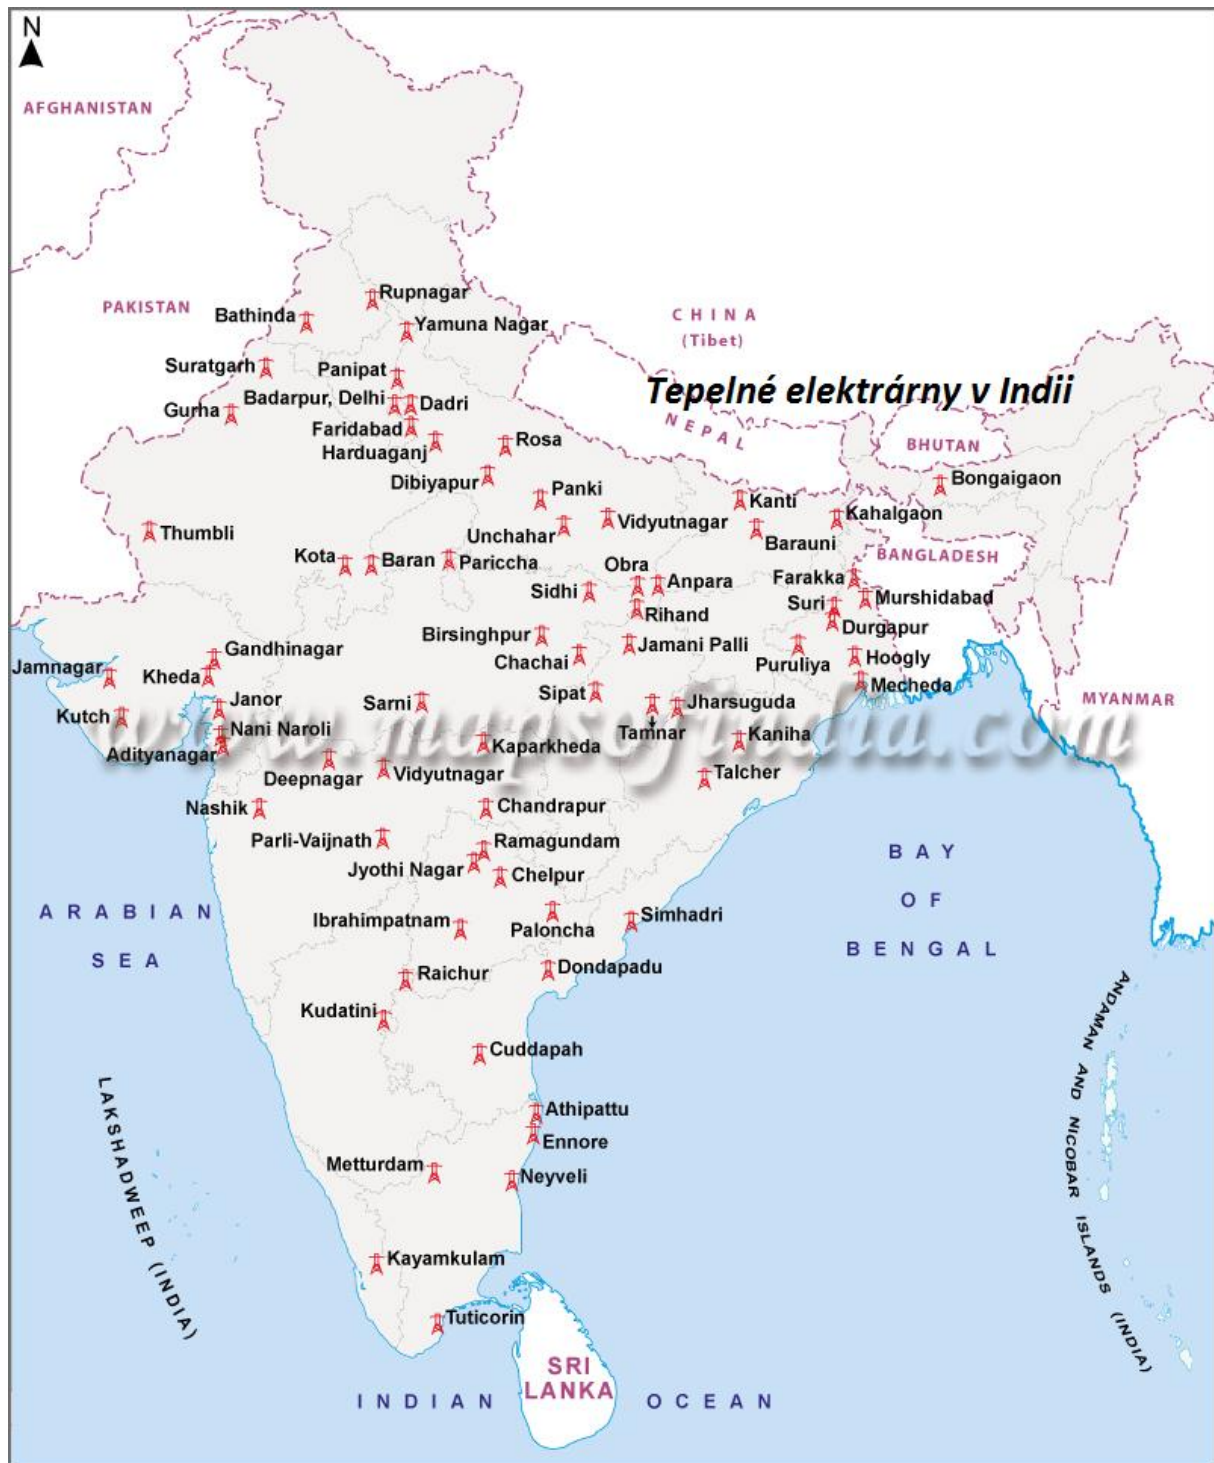 N
AFGHANISTAN
PAKISTAN
Rupnagar
Bathinda
Yamuna Nagar
CHINA
(Tibet)
Suratgarh
Panipat
Tepelné elektrárny v Indii
Badarpur, Delhi
Dadri
Gurha
Faridabad
NEPAL
BHUTAN
Harduaganj
Rosa
Dibiyapur
Bongaigaon
Panki
Kanti
Kahalgaon
Thumbli
Unchahar
Vidyutnagar
Barauni
BANGLADESH
Kota
Baran
Pariccha
Obra
Anpara
Farakka
Sidhi
Suri
Murshidabad
Rihand
Durgapur
Birsinghpur
Jamani Palli
Gandhinagar
Chachai
Puruliya
Hoogly
Jamnagar
Kheda
Mecheda
Janor
Sarni
Sipat
Jharsuguda
MYANMAR
Kutch
Nani Naroli
Tamnar
Kaniha
www.mapsofindia.com
Adityanagar
Kaparkheda
Deepnagar
Vidyutnagar
Talcher
Nashik
Chandrapur
Parli-Vaijnath
Ramagundam
Jyothi Nagar
Chelpur
BAY
OF
BENGAL
ARABIAN
SEA
Ibrahimpatnam
Paloncha
Simhadri
Raichur
Dondapadu
Kudatini
Cuddapah
ANDAMAN AND NICOBAR ISLANDS (INDIA)
LAKSHADWEEP (INDIA)
Athipattu
Ennore
Metturdam
Neyveli
Kayamkulam
Tuticorin
SRI
LANKA
INDIAN OCEAN